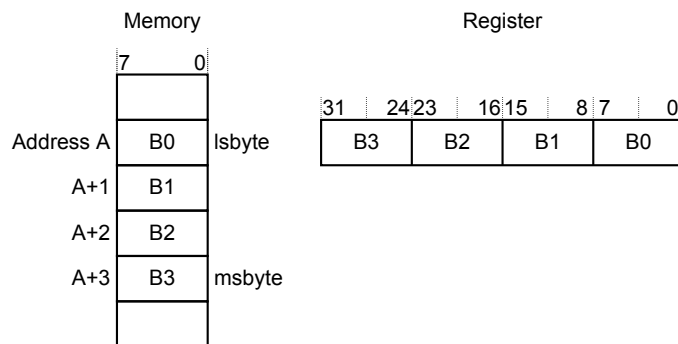 Memory
Register
7 0
31 24 23 16 15 8 7 0
Address A B0 lsbyte
B3 B2 B1 B0
A+1 B1
A+2 B2
A+3 B3 msbyte